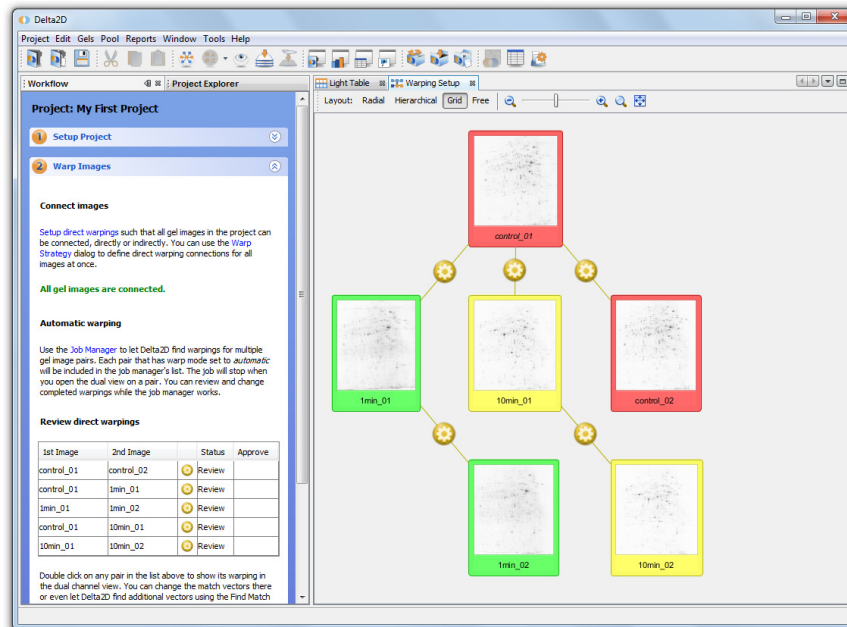 Delta2D
Project Edit Gels Pool Reports Window Tools Help
Workflow
Project Explorer
Light Table
Warping Setup
Layout: Radial Hierarchical Grid Free
Project: My First Project
1 Setup Project
2 Warp Images
Connect images
Setup direct warpings such that all gel images in the project can
be connected, directly or indirectly. You can use the Warp
Strategy dialog to define direct warping connections for all
images at once.
All gel images are connected.
Automatic warping
Use the Job Manager to let Delta2D find warpings for multiple
gel image pairs. Each pair that has warp mode set to automatic
will be included in the job manager's list. The job will stop when
you open the dual view on a pair. You can review and change
completed warpings while the job manager works.
Review direct warpings
1st Image 2nd Image Status Approve
control_01 control_02 Review
control_01 1min_01 Review
1min_01 1min_02 Review
control_01 10min_01 Review
10min_01 10min_02 Review
Double click on any pair in the list above to show its warping in
the dual channel view. You can change the match vectors there
or even let Delta2D find additional vectors using the Find Match
control_01
1min_01
10min_01
control_02
1min_02
10min_02